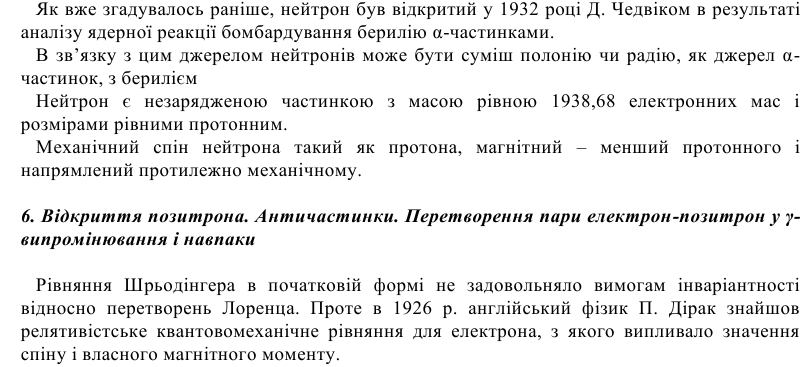 Як вже згадувалось раніше, нейтрон був відкритий у 1932 році Д. Чедвіком в результаті
аналізу ядерної реакції бомбардування берилію α-частинками.
В зв’язку з цим джерелом нейтронів може бути суміш полонію чи радію, як джерел α-
частинок, з берилієм
Нейтрон є незарядженою частинкою з масою рівною 1938,68 електронних мас і
розмірами рівними протонним.
Механічний спін нейтрона такий як протона, магнітний – менший протонного і
напрямлений протилежно механічному.
6. Відкриття позитрона. Античастинки. Перетворення пари електрон-позитрон у γ-
випромінювання і навпаки
Рівняння Шрьодінгера в початковій формі не задовольняло вимогам інваріантності
відносно перетворень Лоренца. Проте в 1926 р. англійський фізик П. Дірак знайшов
релятивістське квантовомеханічне рівняння для електрона, з якого випливало значення
спіну і власного магнітного моменту.